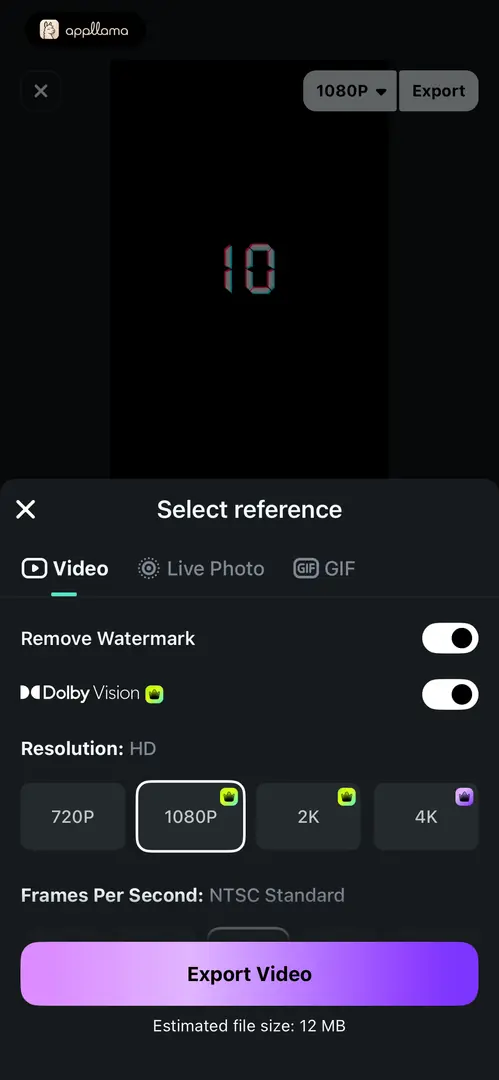 appllama
1080P
Export
10
Select reference
Video
Live Photo
GIF
GIF
Remove Watermark
Dolby Vision
Resolution: HD
720P
1080P
2K
4K
Frames Per Second: NTSC Standard
Export Video
Estimated file size: 12 MB